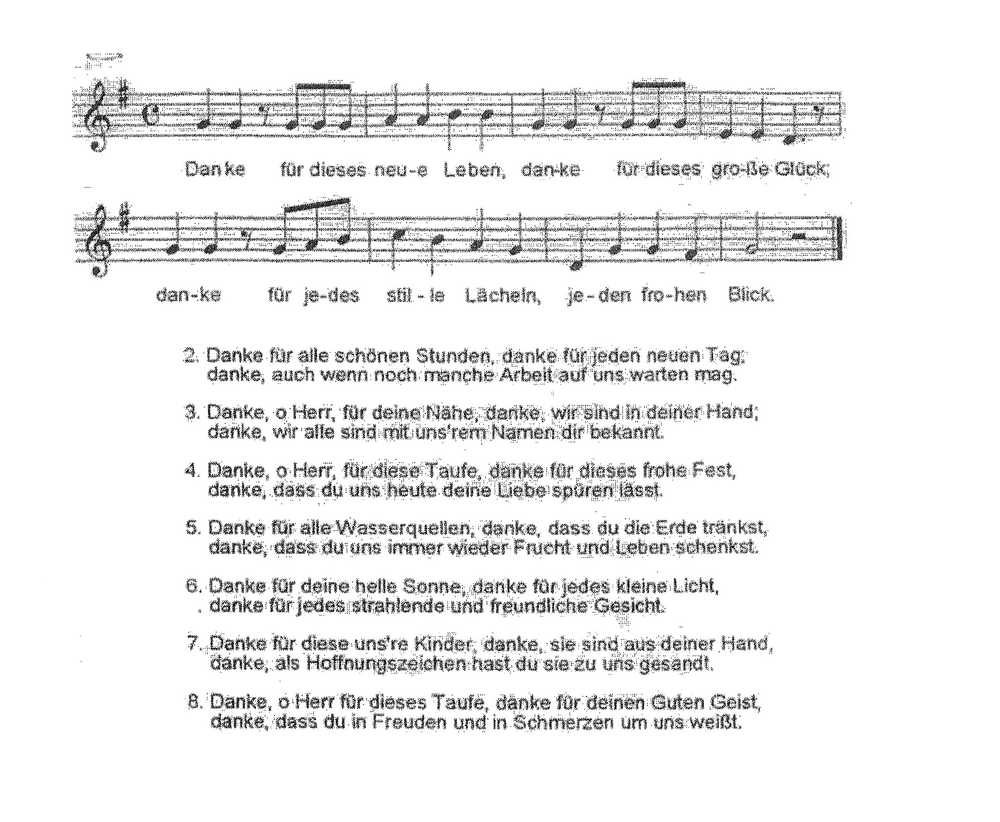 Danke für dieses neu-e Leben, dan-ke für dieses gro-ße Glück;
dan-ke für je-des stil-le Lächeln, je-den fro-hen Blick.
2. Danke für alle schönen Stunden, danke für jeden neuen Tag;
danke, auch wenn noch manche Arbeit auf uns warten mag.
3. Danke, o Herr, für deine Nähe, danke, wir sind in deiner Hand;
danke, wir alle sind mit uns'rem Namen dir bekannt.
4. Danke, o Herr, für diese Taufe, danke für dieses frohe Fest,
danke, dass du uns heute deine Liebe spüren lässt.
5. Danke für alle Wasserquellen, danke, dass du die Erde tränkst,
danke, dass du uns immer wieder Frucht und Leben schenkst.
6. Danke für deine helle Sonne, danke für jedes kleine Licht,
danke für jedes strahlende und freundliche Gesicht.
7. Danke für diese uns're Kinder, danke, sie sind aus deiner Hand,
danke, als Hoffnungszeichen hast du sie zu uns gesandt.
8. Danke, o Herr für dieses Taufe, danke für deinen Guten Geist,
danke, dass du in Freuden und in Schmerzen um uns weißt.